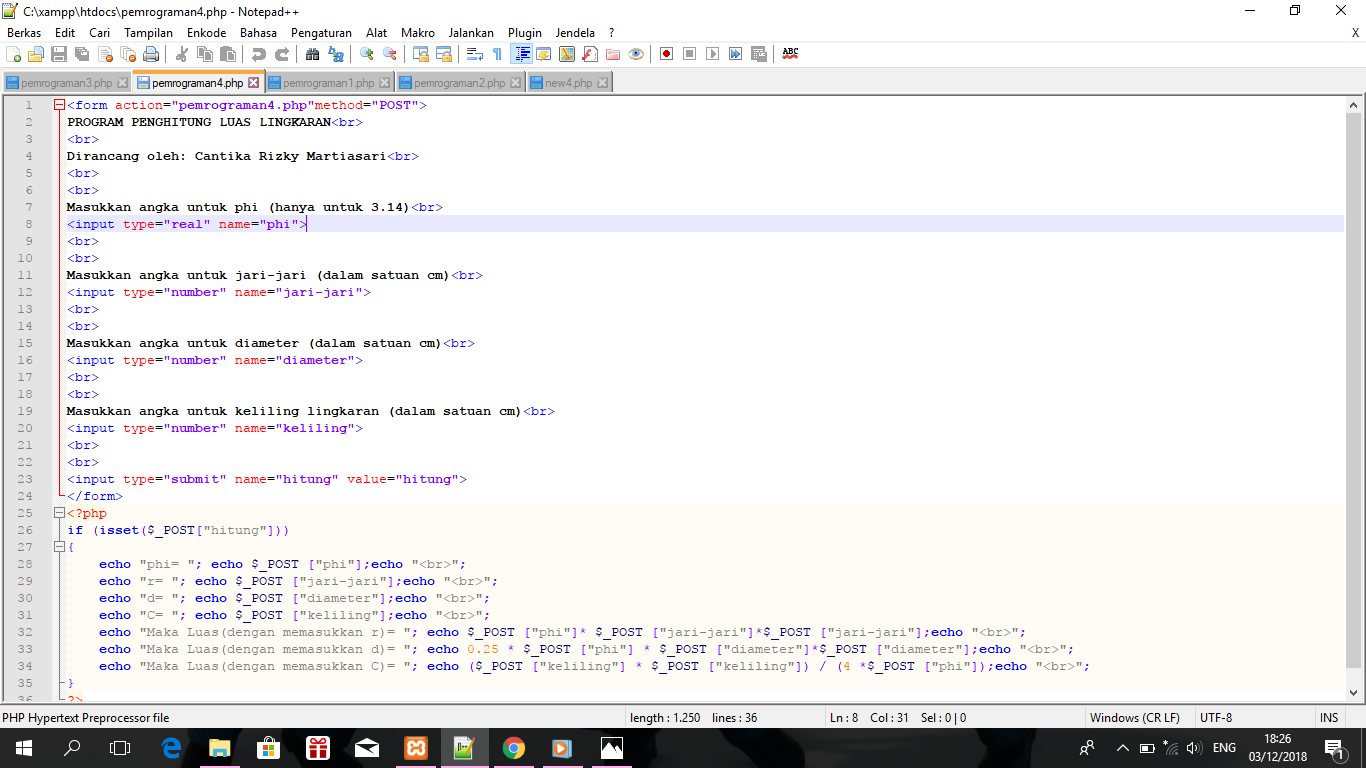 C:\xampp\htdocs\pemrograman4.php - Notepad++
Berkas Edit Cari Tampilan Enkode Bahasa Pengaturan Alat Makro Jalankan Plugin Jendela ? X
ABC
pemrograman3.php pemrograman4.php pemrograman1.php pemrograman2.php new4.php
1 <form action="pemrograman4.php"method="POST">
2 PROGRAM PENGHITUNG LUAS LINGKARAN<br>
3 <br>
4 Dirancang oleh: Cantika Rizky Martiasari<br>
5 <br>
6 <br>
7 Masukkan angka untuk phi (hanya untuk 3.14)<br>
8 <input type="real" name="phi">
9 <br>
10 <br>
11 Masukkan angka untuk jari-jari (dalam satuan cm)<br>
12 <input type="number" name="jari-jari">
13 <br>
14 <br>
15 Masukkan angka untuk diameter (dalam satuan cm)<br>
16 <input type="number" name="diameter">
17 <br>
18 <br>
19 Masukkan angka untuk keliling lingkaran (dalam satuan cm)<br>
20 <input type="number" name="keliling">
21 <br>
22 <br>
23 <input type="submit" name="hitung" value="hitung">
24 </form>
25 <?php
26 if (isset($_POST["hitung"]))
27 {
28 echo "phi= "; echo $_POST ["phi"];echo "<br>";
29 echo "r= "; echo $_POST ["jari-jari"];echo "<br>";
30 echo "d= "; echo $_POST ["diameter"];echo "<br>";
31 echo "C= "; echo $_POST ["keliling"];echo "<br>";
32 echo "Maka Luas(dengan memasukkan r)= "; echo $_POST ["phi"]* $_POST ["jari-jari"]*$_POST ["jari-jari"];echo "<br>";
33 echo "Maka Luas(dengan memasukkan d)= "; echo 0.25 * $_POST ["phi"] * $_POST ["diameter"]*$_POST ["diameter"];echo "<br>";
34 echo "Maka Luas(dengan memasukkan C)= "; echo ($_POST ["keliling"] * $_POST ["keliling"]) / (4 *$_POST ["phi"]);echo "<br>";
35 }
36 ?>
PHP Hypertext Preprocessor file length : 1.250 lines : 36 Ln : 8 Col : 31 Sel : 0 | 0 Windows (CR LF) UTF-8 INS
ENG 18:26
03/12/2018 1